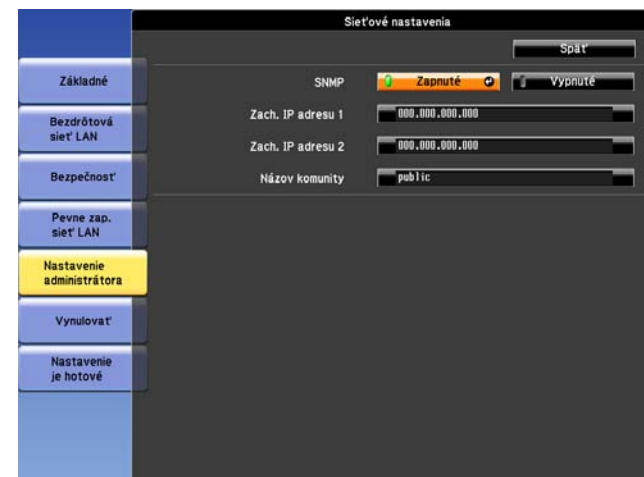 Sieťové nastavenia
Späť
Základné
Bezdrôtová
sieť LAN
Bezpečnosť
Pevne zap.
sieť LAN
Nastavenie
administrátora
Vynulovať
Nastavenie
je hotové
SNMP Zapnuté Vypnuté
Zach. IP adresu 1 000.000.000.000
Zach. IP adresu 2 000.000.000.000
Názov komunity public